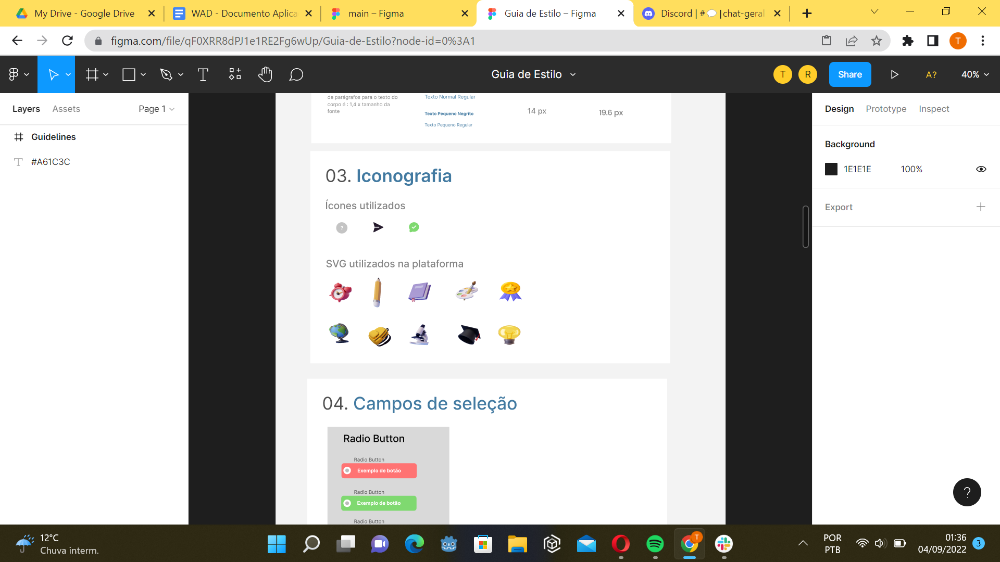 My Drive - Google Drive
WAD - Documento Aplica
main – Figma
Guia de Estilo – Figma
Discord | # 💬 | chat-geral
figma.com/file/qF0XRR8dPJ1e1RE2Fg6wUp/Guia-de-Estilo?node-id=0%3A1
T
Guia de Estilo
T
R
Share
A?
40%
Layers
Assets
Page 1
Guidelines
#A61C3C
de parágrafos para o texto do
corpo é : 1,4 x tamanho da
fonte
Texto Normal Regular
Texto Pequeno Negrito
Texto Pequeno Regular
14 px
19.6 px
03. Iconografia
Ícones utilizados
?
SVG utilizados na plataforma
04. Campos de seleção
Radio Button
Radio Button
Exemplo de botão
Radio Button
Exemplo de botão
Radio Button
Design
Prototype
Inspect
Background
1E1E1E
100%
Export
?
12°C
Chuva interm.
T
POR
PTB
01:36
04/09/2022
3